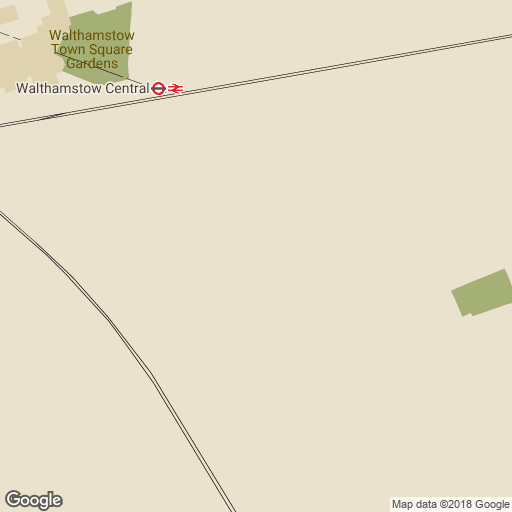 Walthamstow
Town Square
Gardens
Walthamstow Central
Google
Map data ©2018 Google